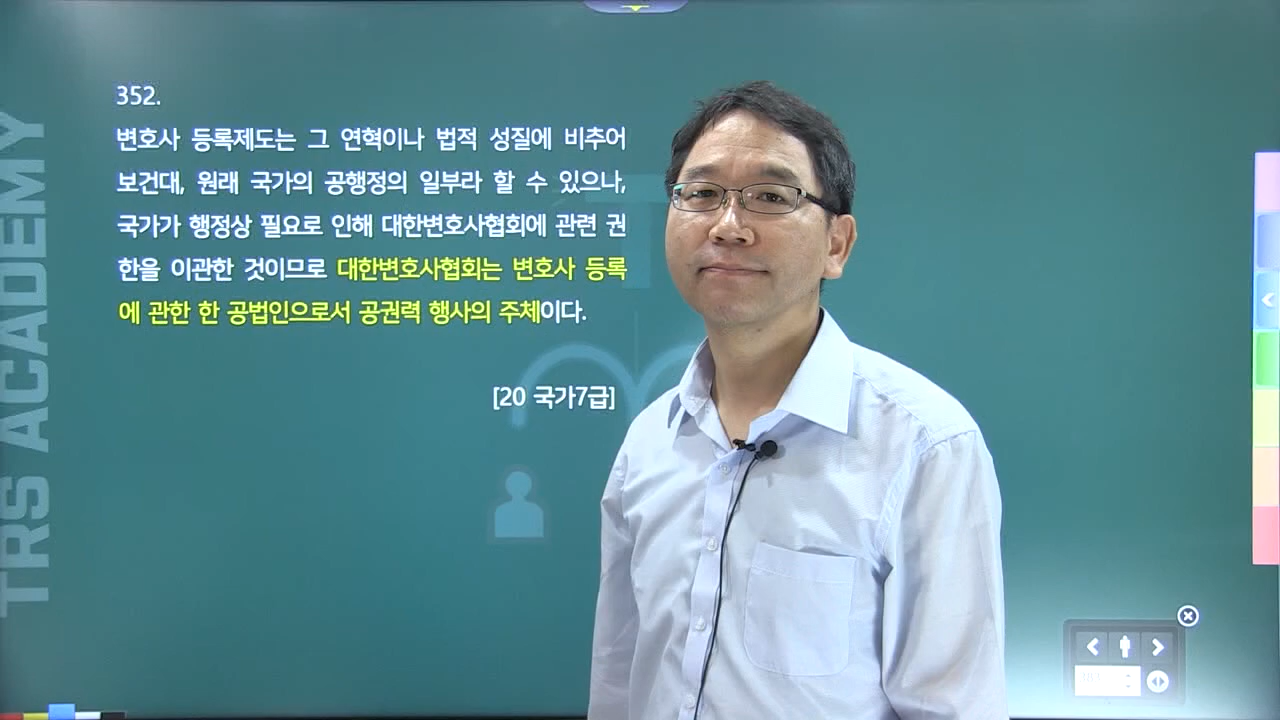 352.
변호사 등록제도는 그 연혁이나 법적 성질에 비추어
보건대, 원래 국가의 공행정의 일부라 할 수 있으나,
국가가 행정상 필요로 인해 대한변호사협회에 관련 권
한을 이관한 것이므로 대한변호사협회는 변호사 등록
에 관한 한 공법인으로서 공권력 행사의 주체이다.
[20 국가7급]
TRS ACADEMY